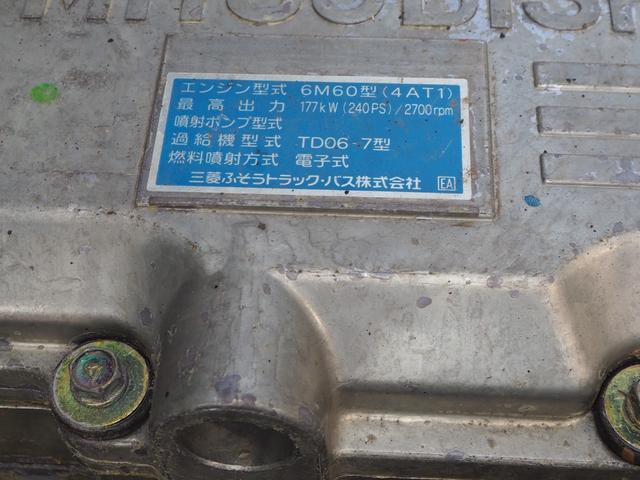 MITSUBISHI
エンジン型式 6M60型(4AT1)
最高出力 177kW(240PS)/2700rpm
噴射ポンプ型式
過給機型式 TD06-7型
燃料噴射方式 電子式
三菱ふそうトラック・バス株式会社 EA